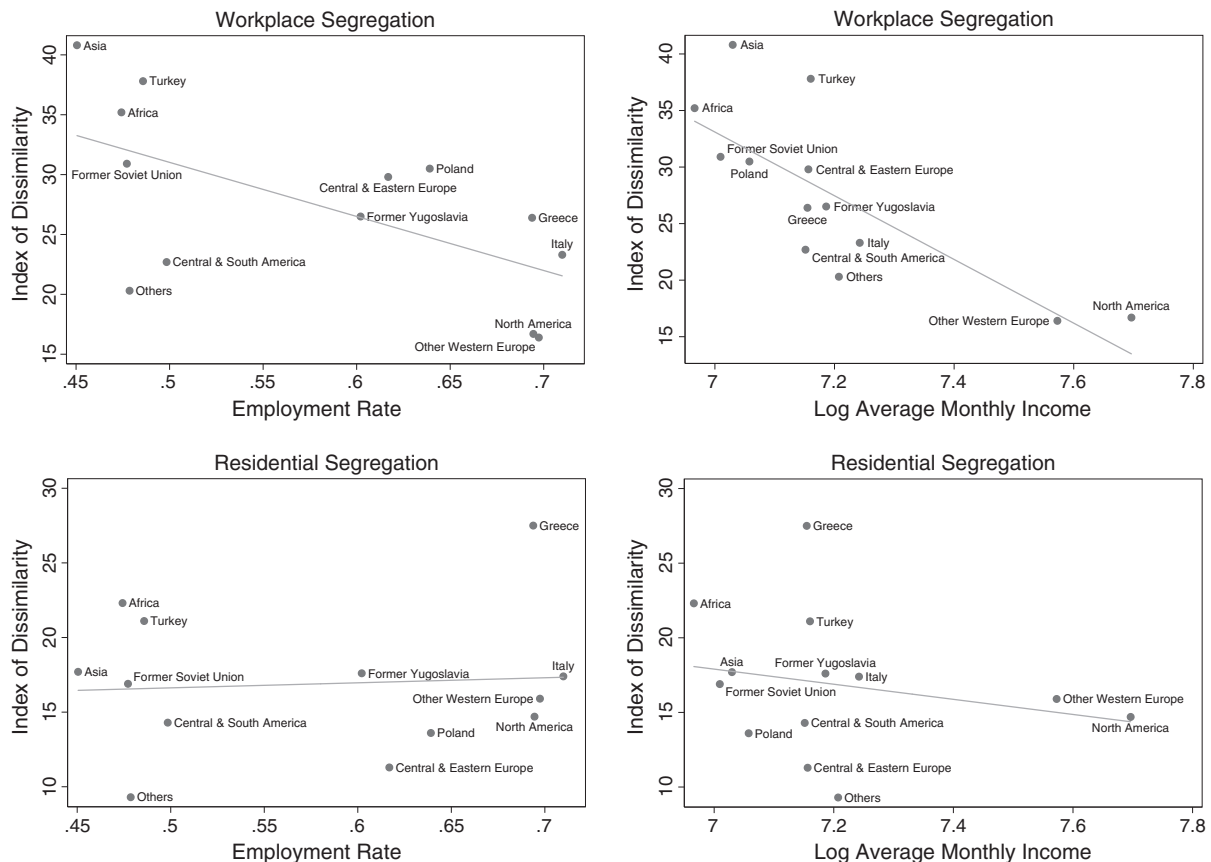 Workplace Segregation
Index of Dissimilarity
40
35
30
25
20
15
Asia
Turkey
Africa
Former Soviet Union
Poland
Central & Eastern Europe
Former Yugoslavia
Greece
Italy
Central & South America
Others
North America
Other Western Europe
.45 .5 .55 .6 .65 .7
Employment Rate
Workplace Segregation
Index of Dissimilarity
40
35
30
25
20
15
Asia
Turkey
Africa
Former Soviet Union
Poland
Central & Eastern Europe
Greece
Former Yugoslavia
Italy
Central & South America
Others
North America
Other Western Europe
7 7.2 7.4 7.6 7.8
Log Average Monthly Income
Residential Segregation
Index of Dissimilarity
30
25
20
15
10
Greece
Africa
Turkey
Asia
Former Soviet Union
Former Yugoslavia
Italy
Other Western Europe
Central & South America
North America
Poland
Central & Eastern Europe
Others
.45 .5 .55 .6 .65 .7
Employment Rate
Residential Segregation
Index of Dissimilarity
30
25
20
15
10
Greece
Africa
Turkey
Asia
Former Yugoslavia
Italy
Former Soviet Union
Other Western Europe
Central & South America
North America
Poland
Central & Eastern Europe
Others
7 7.2 7.4 7.6 7.8
Log Average Monthly Income